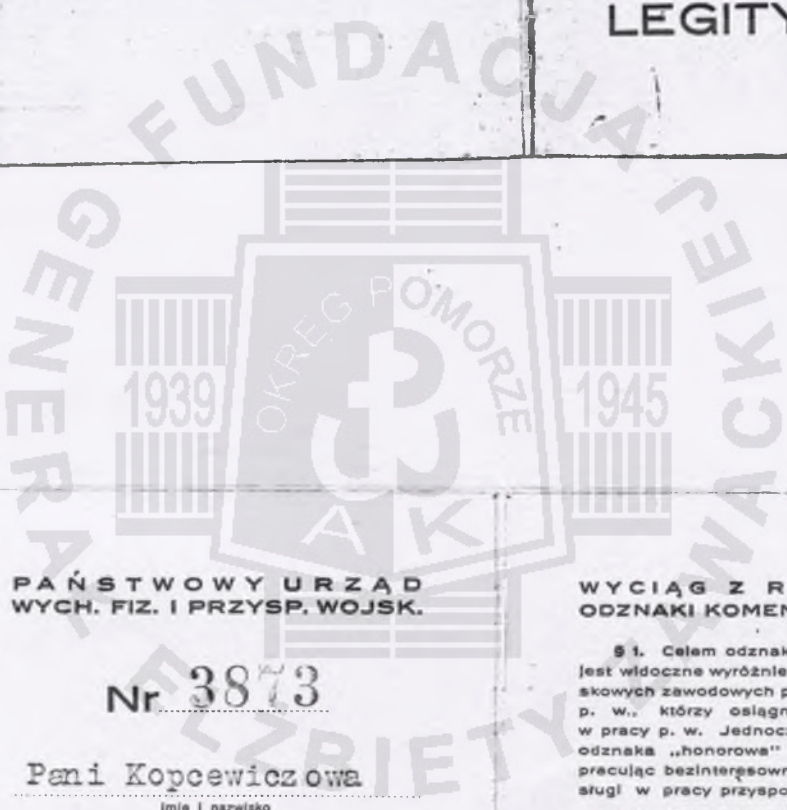 LEGITY
FUNDACJA GENERAŁ ELŻBIETY ZAWACKIEJ
OKRĘG POMORZE
1939
1945
AK
PAŃSTWOWY URZĄD
WYCH. FIZ. I PRZYSP. WOJSK.
Nr 3873
Pani Kopcewiczowa
imię i nazwisko
WYCIĄG Z R
ODZNAKI KOMEN
§ 1. Celem odznak
jest widoczne wyróżnie
skowych zawodowych p
p. w., którzy osiągn
w pracy p. w. Jednocz
odznaka „honorowa"
pracując bezinteresown
sługi w pracy przyspo